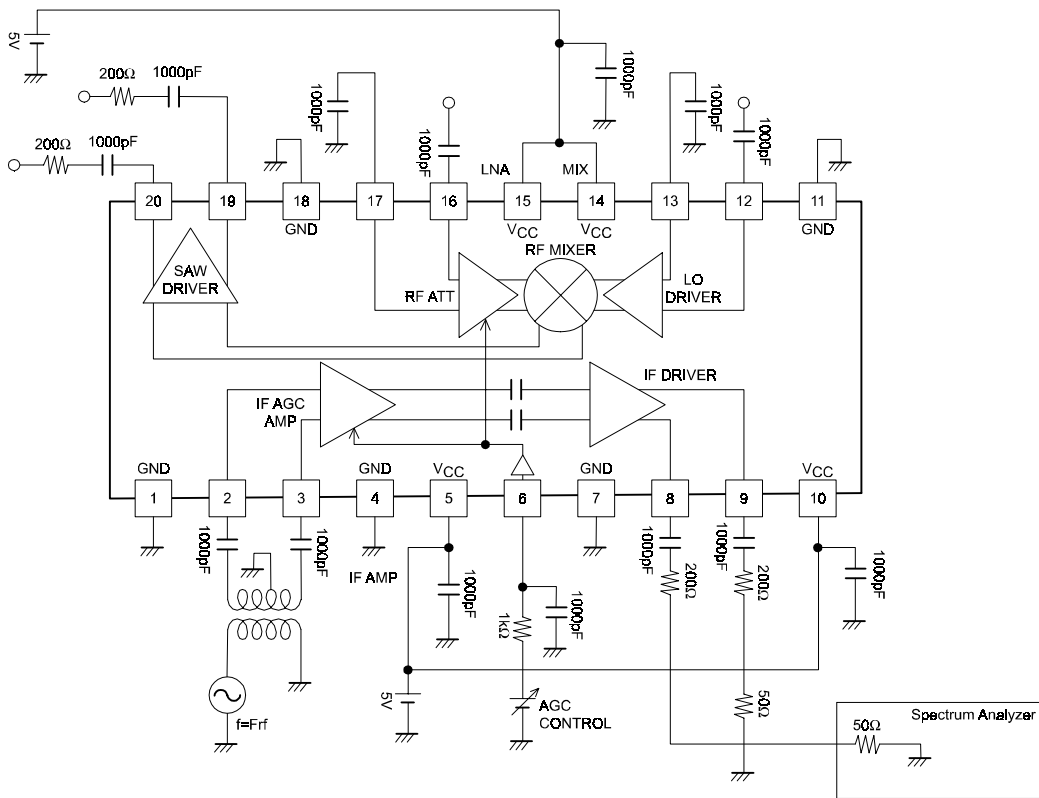 5V
200Ω
1000pF
200Ω
1000pF
1000pF
1000pF
1000pF
1000pF
1000pF
LNA
MIX
20
19
18
17
16
15
14
13
12
11
GND
VCC
VCC
GND
SAW
DRIVER
RF ATT
RF MIXER
LO
DRIVER
IF AGC
AMP
IF DRIVER
GND
GND
VCC
GND
VCC
1
2
3
4
5
6
7
8
9
10
1000pF
1000pF
IF AMP
1000pF
1kΩ
1000pF
1000pF
200Ω
1000pF
200Ω
1000pF
f=Frf
5V
AGC
CONTROL
50Ω
Spectrum Analyzer
50Ω